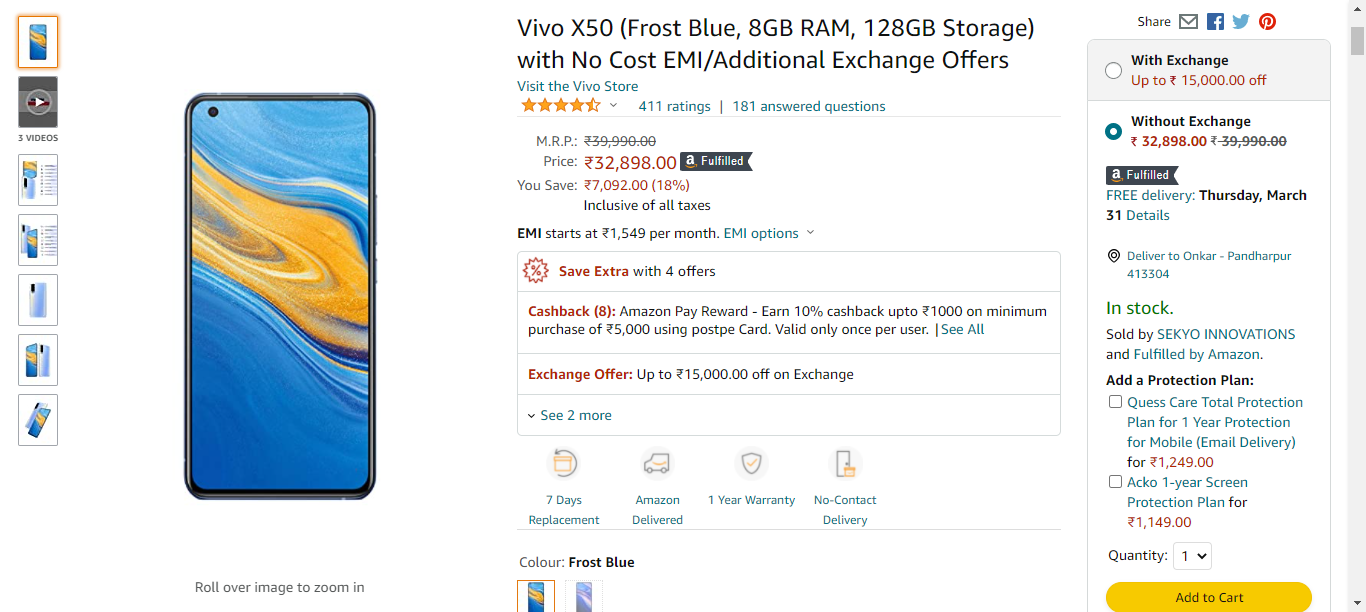 3 VIDEOS
Roll over image to zoom in
Vivo X50 (Frost Blue, 8GB RAM, 128GB Storage)
with No Cost EMI/Additional Exchange Offers
Visit the Vivo Store
411 ratings | 181 answered questions
M.R.P.: ₹39,990.00
Price: ₹32,898.00 a Fulfilled
You Save: ₹7,092.00 (18%)
Inclusive of all taxes
EMI starts at ₹1,549 per month. EMI options
Save Extra with 4 offers
Cashback (8): Amazon Pay Reward - Earn 10% cashback upto ₹1000 on minimum
purchase of ₹5,000 using postpe Card. Valid only once per user. | See All
Exchange Offer: Up to ₹15,000.00 off on Exchange
See 2 more
7 Days
Replacement
Amazon
Delivered
1 Year Warranty
No-Contact
Delivery
Colour: Frost Blue
Share
With Exchange
Up to ₹ 15,000.00 off
Without Exchange
₹ 32,898.00 ₹ 39,990.00
a Fulfilled
FREE delivery: Thursday, March
31 Details
Deliver to Onkar - Pandharpur
413304
In stock.
Sold by SEKYO INNOVATIONS
and Fulfilled by Amazon.
Add a Protection Plan:
Quess Care Total Protection
Plan for 1 Year Protection
for Mobile (Email Delivery)
for ₹1,249.00
Acko 1-year Screen
Protection Plan for
₹1,149.00
Quantity: 1
Add to Cart